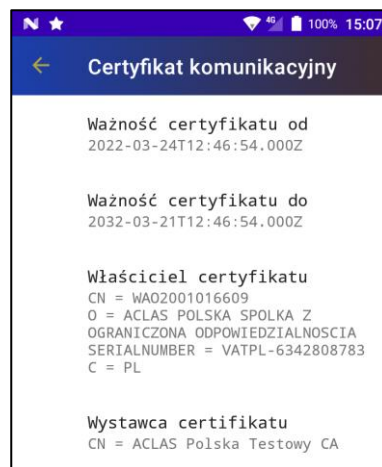 N ★ 4G 100% 15:07
← Certyfikat komunikacyjny
Ważność certyfikatu od
2022-03-24T12:46:54.000Z
Ważność certyfikatu do
2032-03-21T12:46:54.000Z
Właściciel certyfikatu
CN = WAO2001016609
O = ACLAS POLSKA SPOLKA Z
OGRANICZONA ODPOWIEDZIALNOSCIA
SERIALNUMBER = VATPL-6342808783
C = PL
Wystawca certifikatu
CN = ACLAS Polska Testowy CA